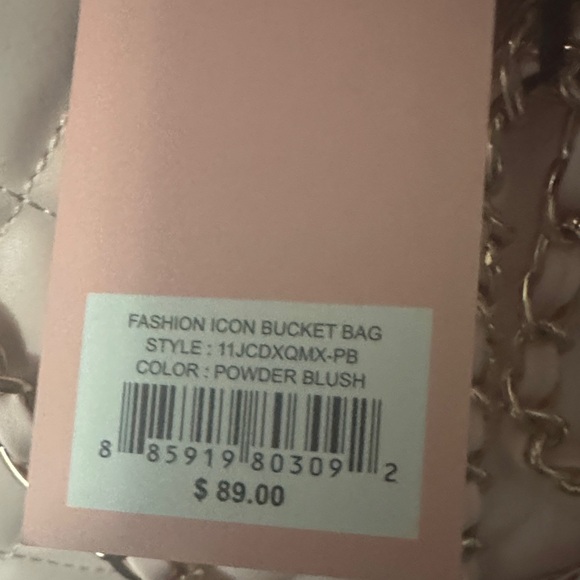 FASHION ICON BUCKET BAG
STYLE : 11JCDXQMX-PB
COLOR : POWDER BLUSH
8 85919 80309 2
$ 89.00